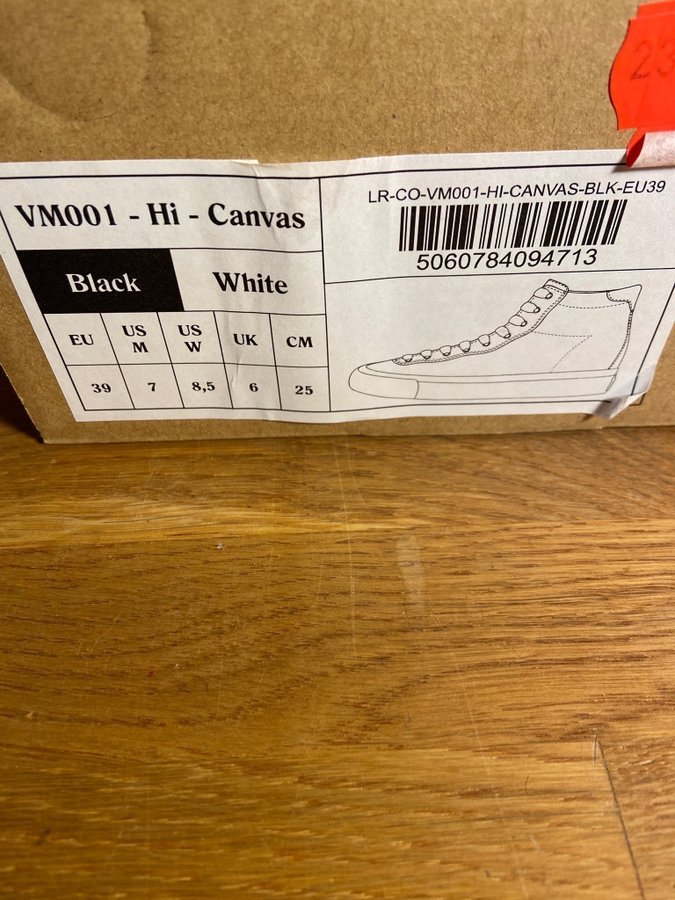 23
VM001 - Hi - Canvas
Black White
EU US M US W UK CM
39 7 8,5 6 25
LR-CO-VM001-HI-CANVAS-BLK-EU39
5060784094713